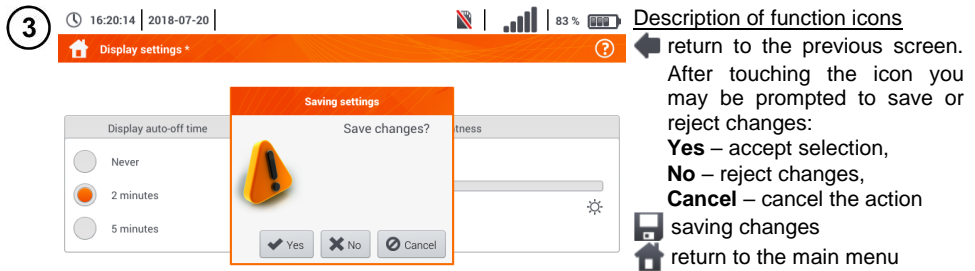 3
16:20:14 2018-07-20 83 %
Display settings *
?
Saving settings
Display auto-off time
Save changes?
tness
Never
2 minutes
5 minutes
Yes No Cancel
Description of function icons
return to the previous screen.
After touching the icon you
may be prompted to save or
reject changes:
Yes – accept selection,
No – reject changes,
Cancel – cancel the action
saving changes
return to the main menu